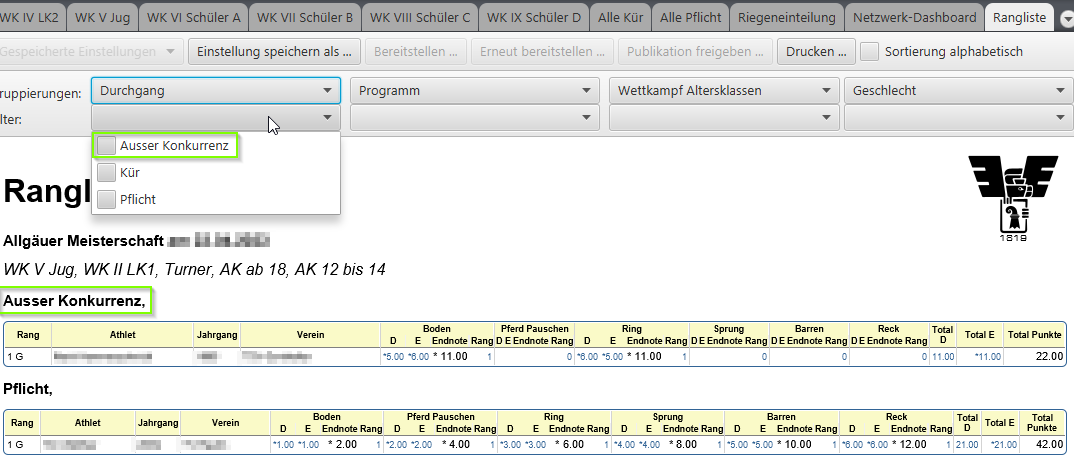 WK IV LK2 WK V Jug WK VI Schüler A WK VII Schüler B WK VIII Schüler C WK IX Schüler D Alle Kür Alle Pflicht Riegeneinteilung Netzwerk-Dashboard Rangliste
Gespeicherte Einstellungen Einstellung speichern als ... Bereitstellen ... Erneut bereitstellen ... Publikation freigeben ... Drucken ... Sortierung alphabetisch
ruppierungen: Durchgang Programm Wettkampf Altersklassen Geschlecht
lter:
Ausser Konkurrenz
Kür
Pflicht
Rangl
1819
Allgäuer Meisterschaft
WK V Jug, WK II LK1, Turner, AK ab 18, AK 12 bis 14
Ausser Konkurrenz,
Rang Athlet Jahrgang Verein Boden Pferd Pauschen Ring Sprung Barren Reck Total D Total E Total Punkte
D E Endnote Rang D E Endnote Rang D E Endnote Rang D E Endnote Rang D E Endnote Rang D E Endnote Rang
1 G *5.00 *6.00 * 11.00 1 0 *6.00 *5.00 * 11.00 1 0 0 0 11.00 *11.00 22.00
Pflicht,
Rang Athlet Jahrgang Verein Boden Pferd Pauschen Ring Sprung Barren Reck Total D Total E Total Punkte
D E Endnote Rang D E Endnote Rang D E Endnote Rang D E Endnote Rang D E Endnote Rang D E Endnote Rang
1 G *1.00 *1.00 * 2.00 1 *2.00 *2.00 * 4.00 1 *3.00 *3.00 * 6.00 1 *4.00 *4.00 * 8.00 1 *5.00 *5.00 * 10.00 1 *6.00 *6.00 * 12.00 1 21.00 *21.00 42.00